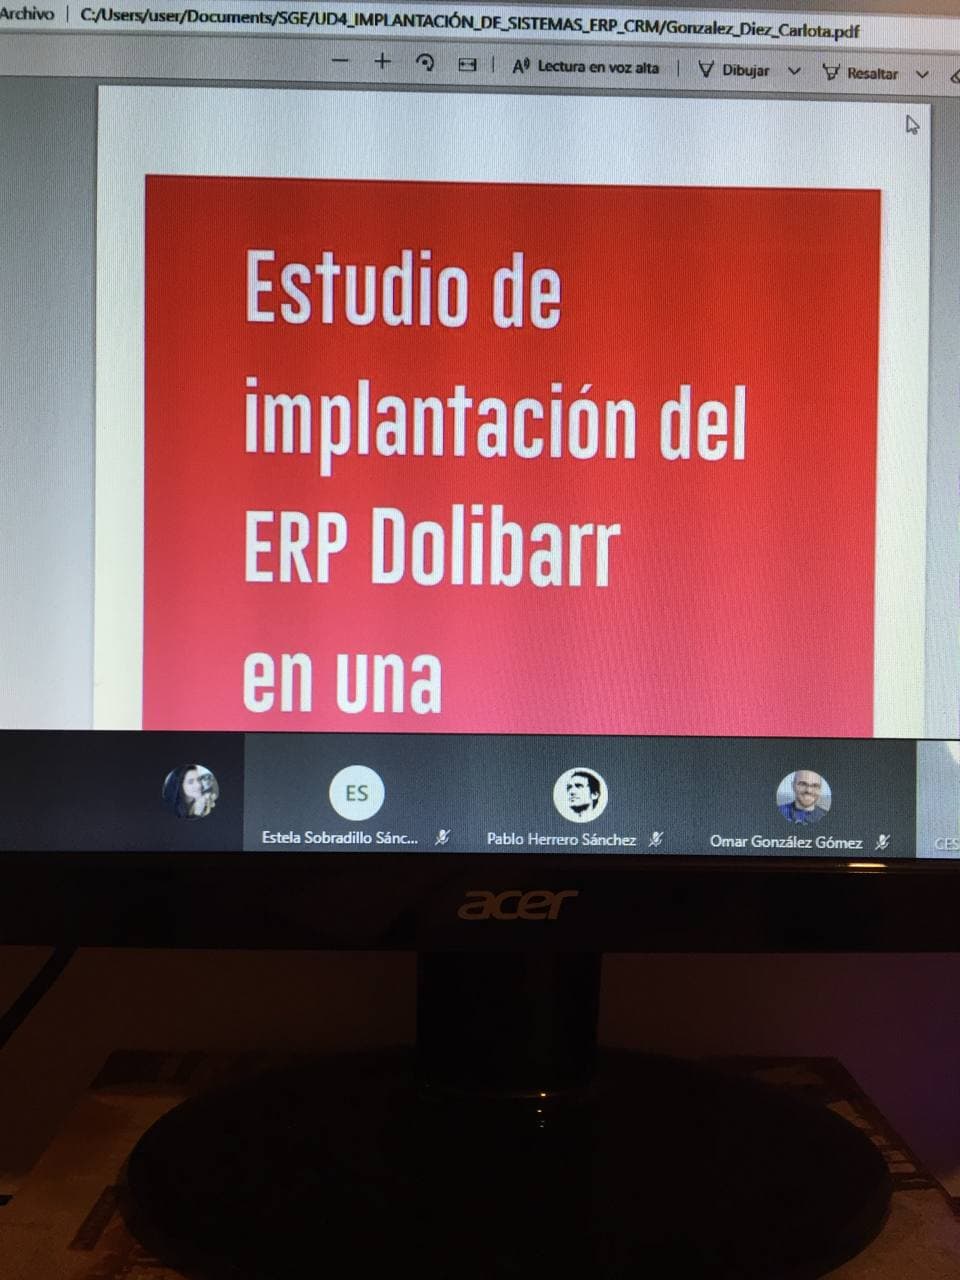 Archivo | C:/Users/user/Documents/SGE/UD4_IMPLANTACIÓN_DE_SISTEMAS_ERP_CRM/Gonzalez_Diez_Carlota.pdf
Lectura en voz alta | Dibujar Resaltar
Estudio de
implantación del
ERP Dolibarr
en una
ES
Estela Sobradillo Sánc... Pablo Herrero Sánchez Omar González Gómez CES
acer